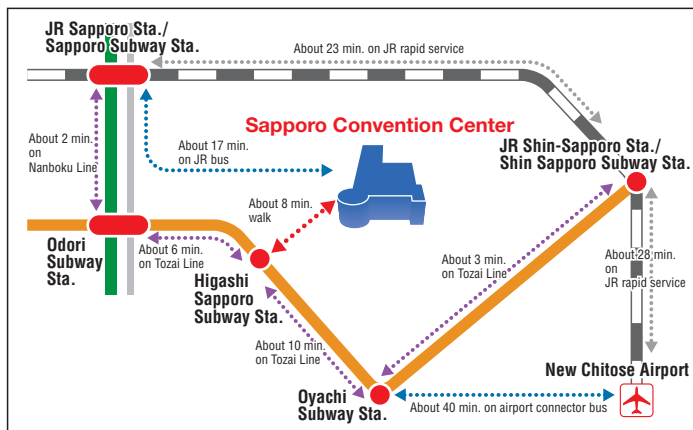 JR Sapporo Sta./
Sapporo Subway Sta.
About 23 min. on JR rapid service
About 2 min.
on
Nanboku Line
About 17 min.
on JR bus
Sapporo Convention Center
JR Shin-Sapporo Sta./
Shin Sapporo Subway Sta.
About 8 min.
walk
Odori
Subway
Sta.
About 6 min.
on Tozai Line
Higashi
Sapporo
Subway Sta.
About 3 min.
on Tozai Line
About 28 min.
on
JR rapid service
About 10 min.
on Tozai Line
Oyachi
Subway Sta.
About 40 min. on airport connector bus
New Chitose Airport